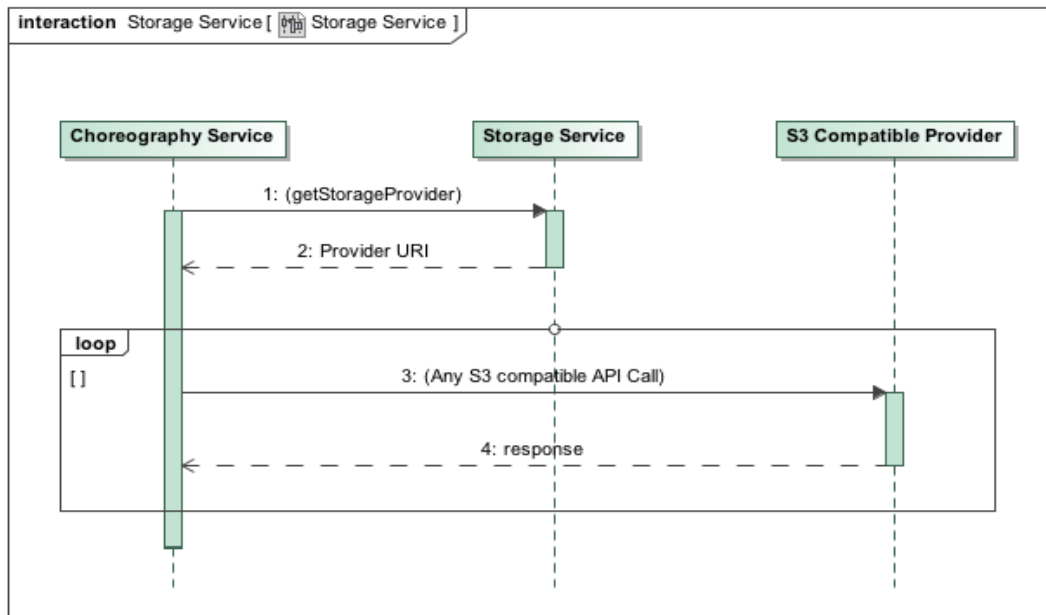 interaction Storage Service [ Storage Service ]
Choreography Service
Storage Service
S3 Compatible Provider
1: (getStorageProvider)
2: Provider URI
loop
[ ]
3: (Any S3 compatible API Call)
4: response